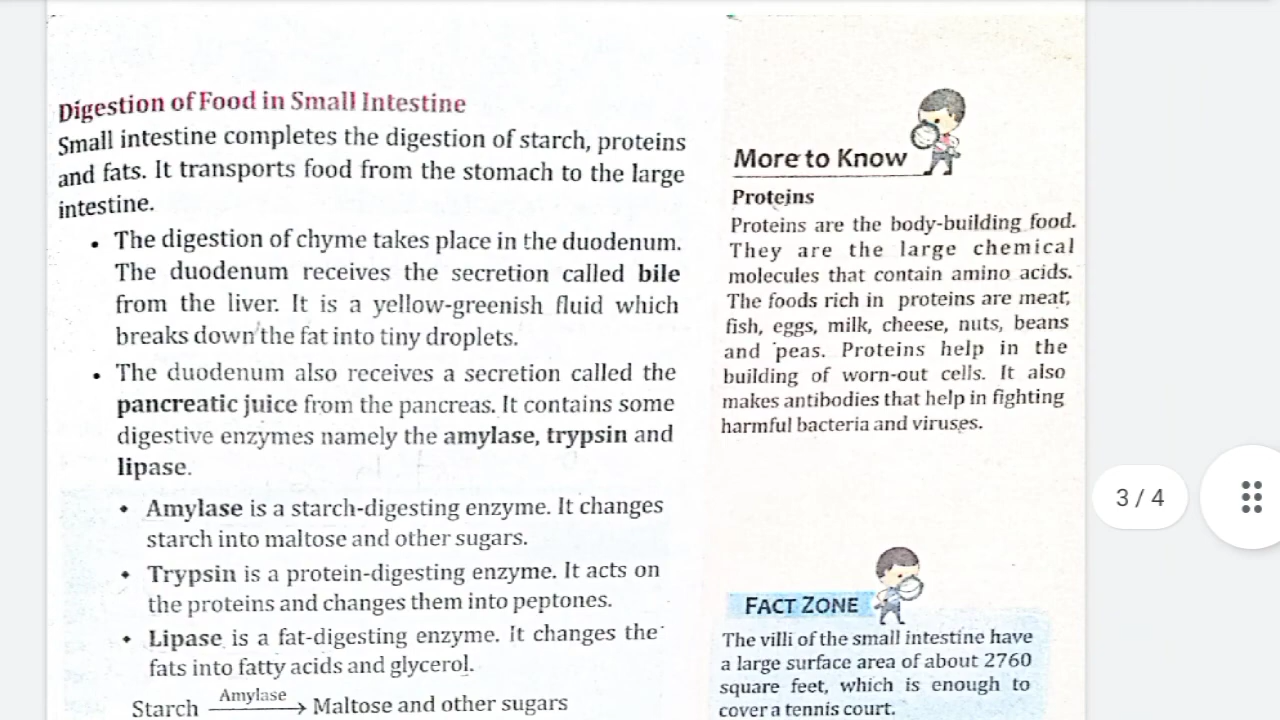 Digestion of Food in Small Intestine
Small intestine completes the digestion of starch, proteins
and fats. It transports food from the stomach to the large
intestine.
• The digestion of chyme takes place in the duodenum.
The duodenum receives the secretion called bile
from the liver. It is a yellow-greenish fluid which
breaks down the fat into tiny droplets.
• The duodenum also receives a secretion called the
pancreatic juice from the pancreas. It contains some
digestive enzymes namely the amylase, trypsin and
lipase.
• Amylase is a starch-digesting enzyme. It changes
starch into maltose and other sugars.
• Trypsin is a protein-digesting enzyme. It acts on
the proteins and changes them into peptones.
• Lipase is a fat-digesting enzyme. It changes the
fats into fatty acids and glycerol.
Starch Amylase → Maltose and other sugars
More to Know
Proteins
Proteins are the body-building food.
They are the large chemical
molecules that contain amino acids.
The foods rich in proteins are meat,
fish, eggs, milk, cheese, nuts, beans
and peas. Proteins help in the
building of worn-out cells. It also
makes antibodies that help in fighting
harmful bacteria and viruses.
FACT ZONE
The villi of the small intestine have
a large surface area of about 2760
square feet, which is enough to
cover a tennis court.
3 / 4